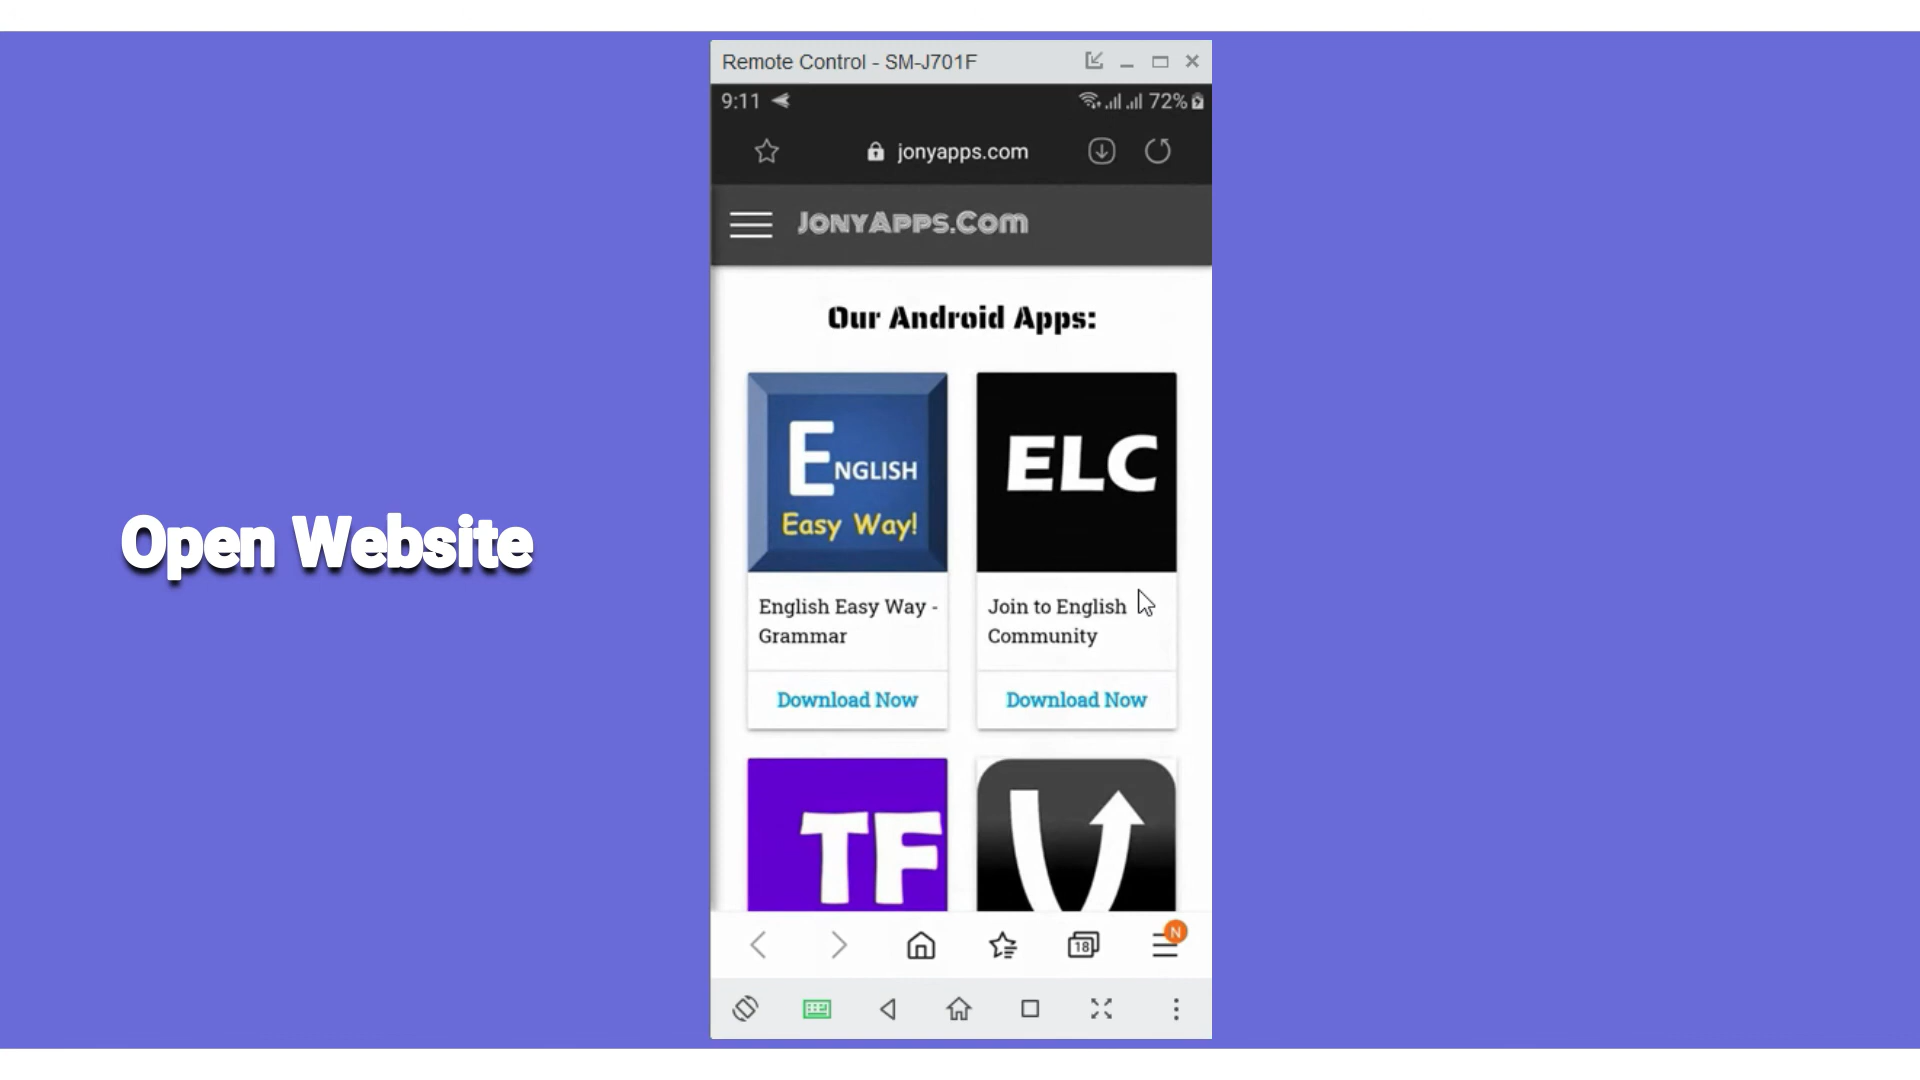 Remote Control - SM-J701F
9:11 72%
jonyapps.com
JonyApps.Com
Our Android Apps:
ENGLISH
Easy Way!
ELC
English Easy Way -
Grammar
Join to English
Community
Download Now
Download Now
TF
18
N
Open Website